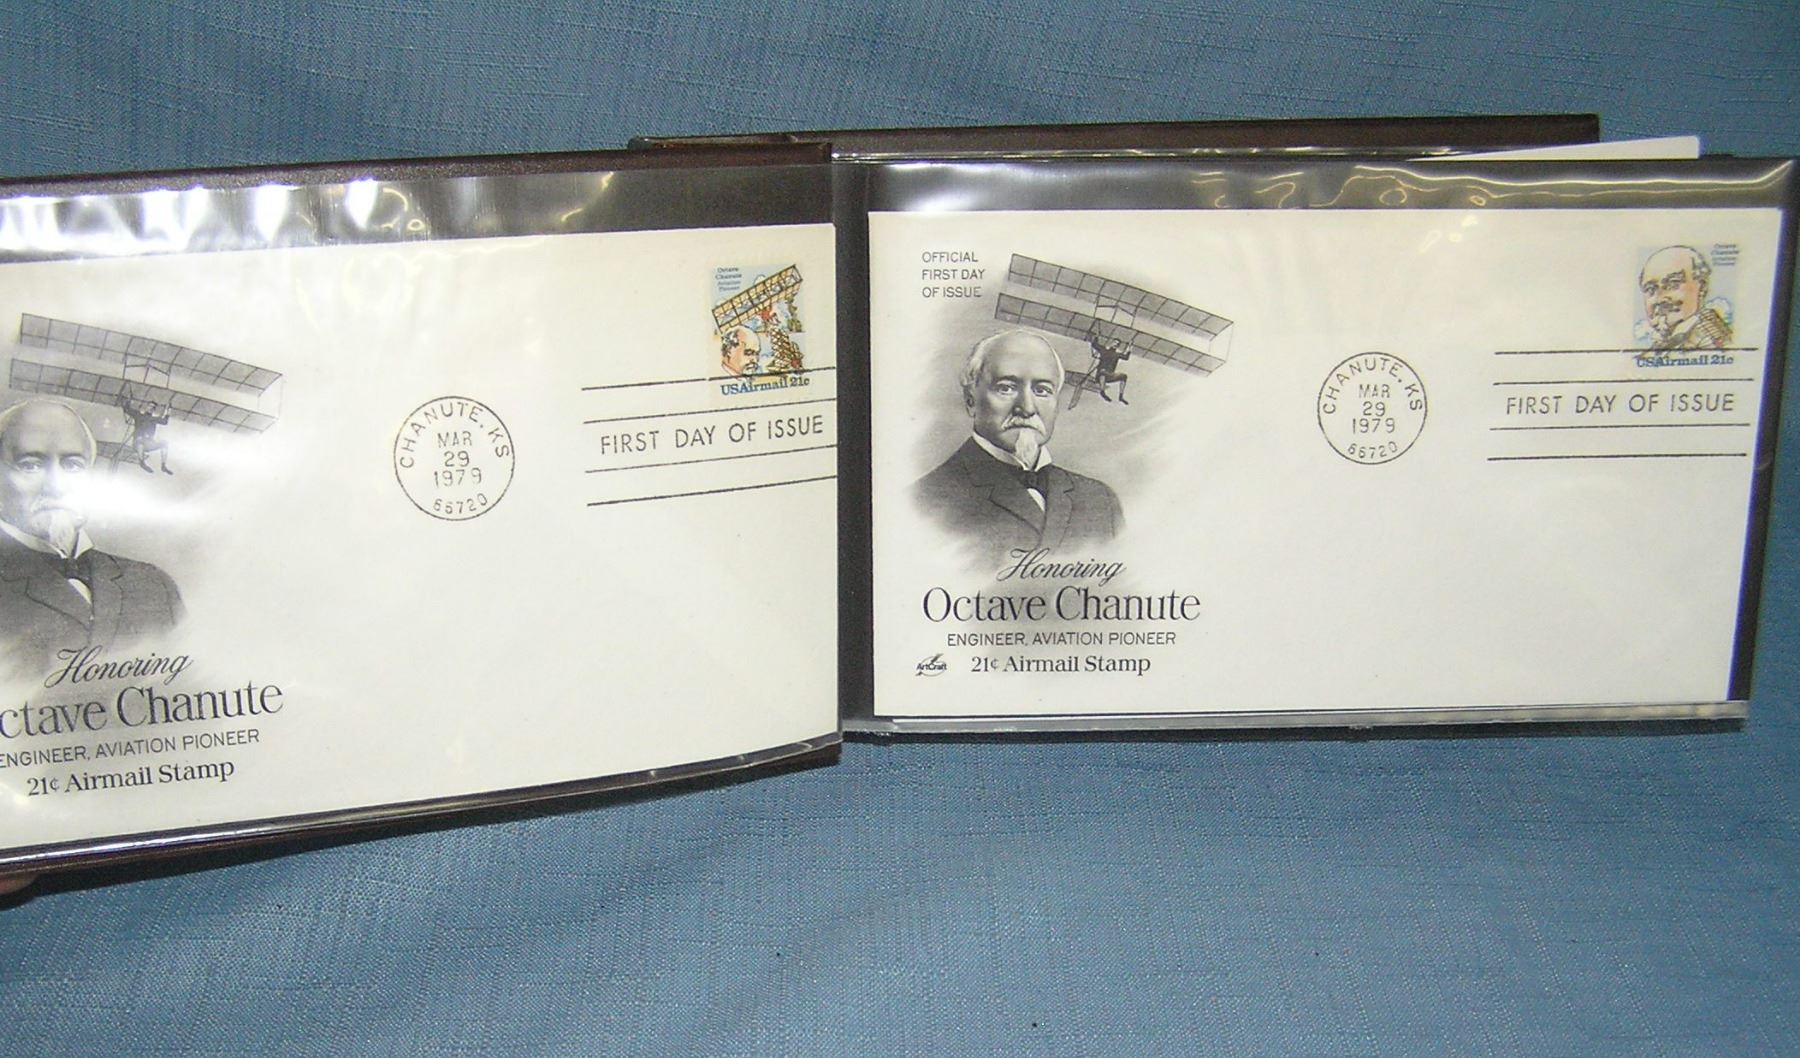 Octave
Chanute
Aviation
Pioneer
USAirmail 21c
CHANUTE, KS
MAR
29
1979
66720
FIRST DAY OF ISSUE
Honoring
ctave Chanute
ENGINEER, AVIATION PIONEER
21¢ Airmail Stamp
OFFICIAL
FIRST DAY
OF ISSUE
Octave
Chanute
Aviation
Pioneer
USAirmail 21c
CHANUTE, KS
MAR
29
1979
66720
FIRST DAY OF ISSUE
Honoring
Octave Chanute
ENGINEER, AVIATION PIONEER
ArtCraft 21¢ Airmail Stamp